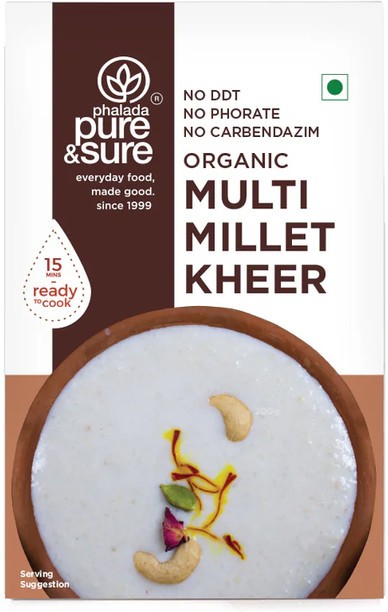 phalada
pure
&sure
®
everyday food,
made good.
since 1999
NO DDT
NO PHORATE
NO CARBENDAZIM
ORGANIC
MULTI
MILLET
KHEER
15
MINS
ready
TO cook
Serving
Suggestion